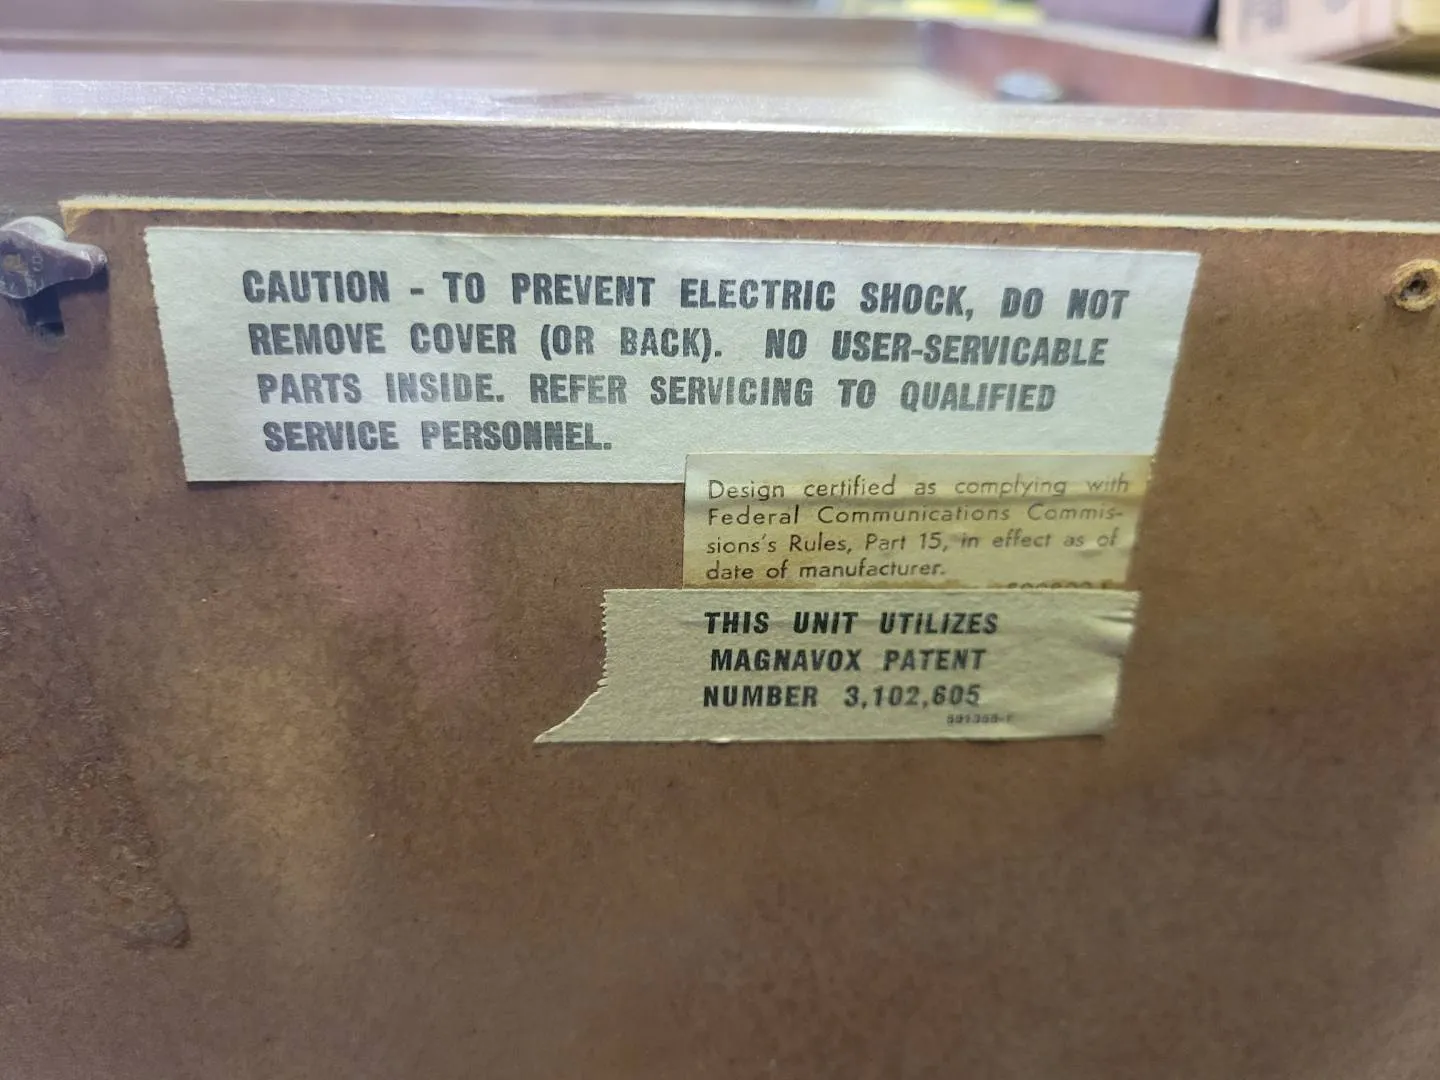 CAUTION - TO PREVENT ELECTRIC SHOCK, DO NOT
REMOVE COVER (OR BACK). NO USER-SERVICABLE
PARTS INSIDE. REFER SERVICING TO QUALIFIED
SERVICE PERSONNEL.
Design certified as complying with
Federal Communications Commis-
sions's Rules, Part 15, in effect as of
date of manufacturer.
THIS UNIT UTILIZES
MAGNAVOX PATENT
NUMBER 3,102,605